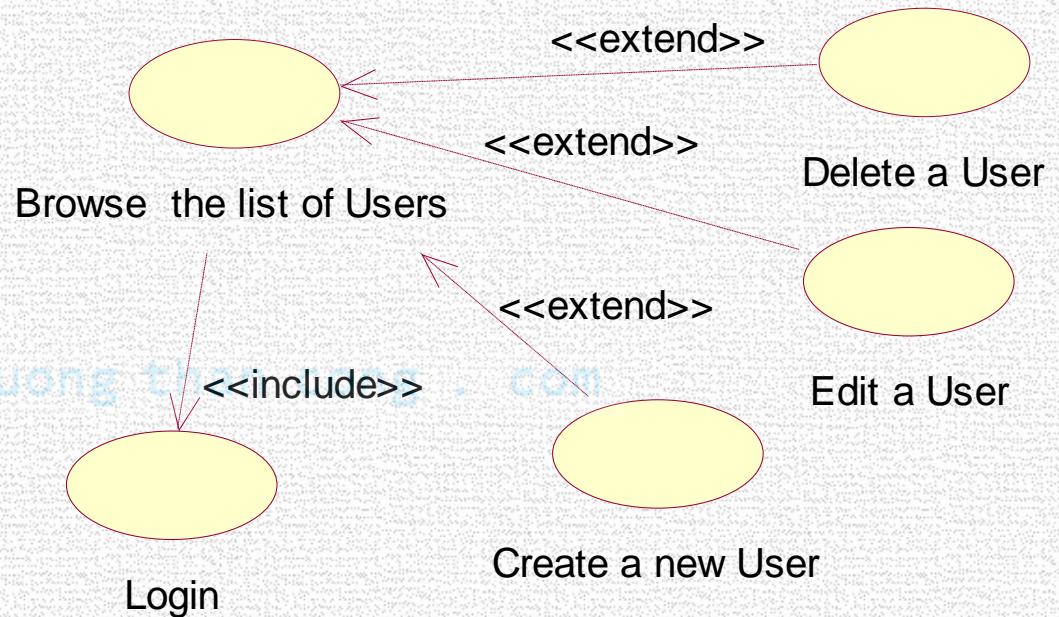 <<extend>>
<<extend>>
Delete a User
Browse the list of Users
<<extend>>
Edit a User
<<include>>
Create a new User
Login